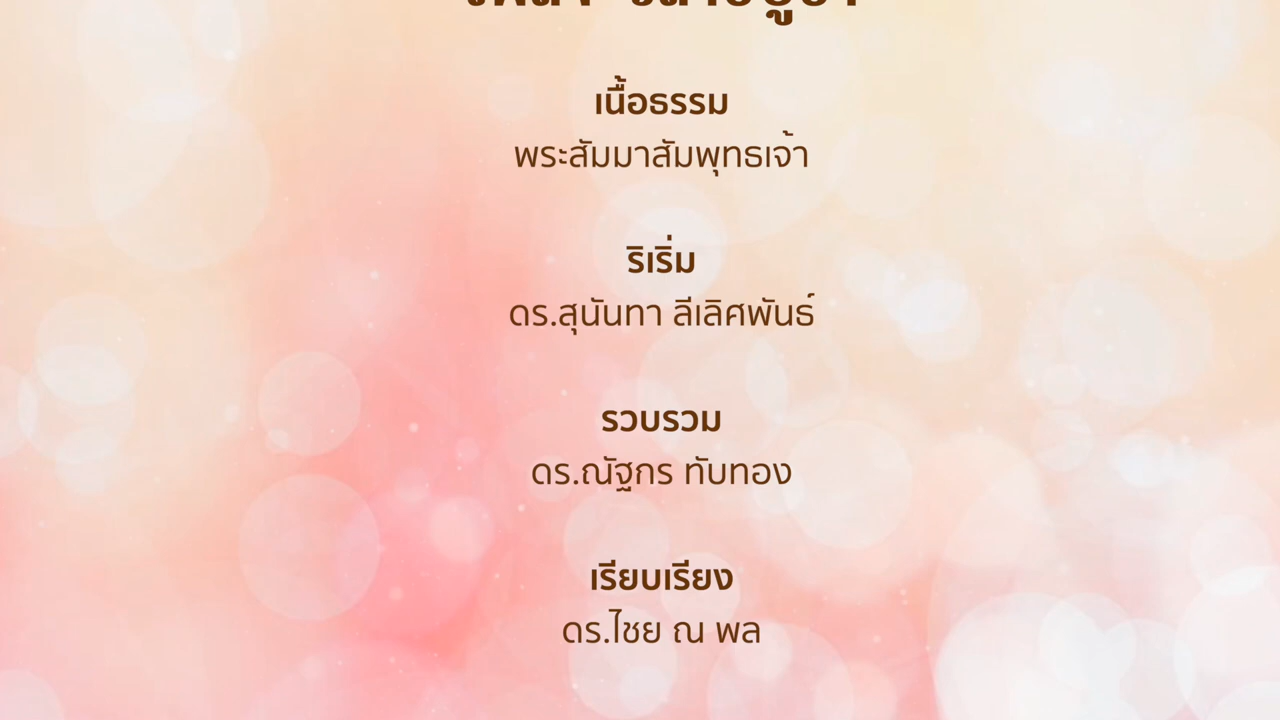 เนื้อธรรม
พระสัมมาสัมพุทธเจ้า
ริเริ่ม
ดร.สุนันทา ลีเลิศพันธ์
รวบรวม
ดร.ณัฐกร ทับทอง
เรียบเรียง
ดร.ไชย ณ พล